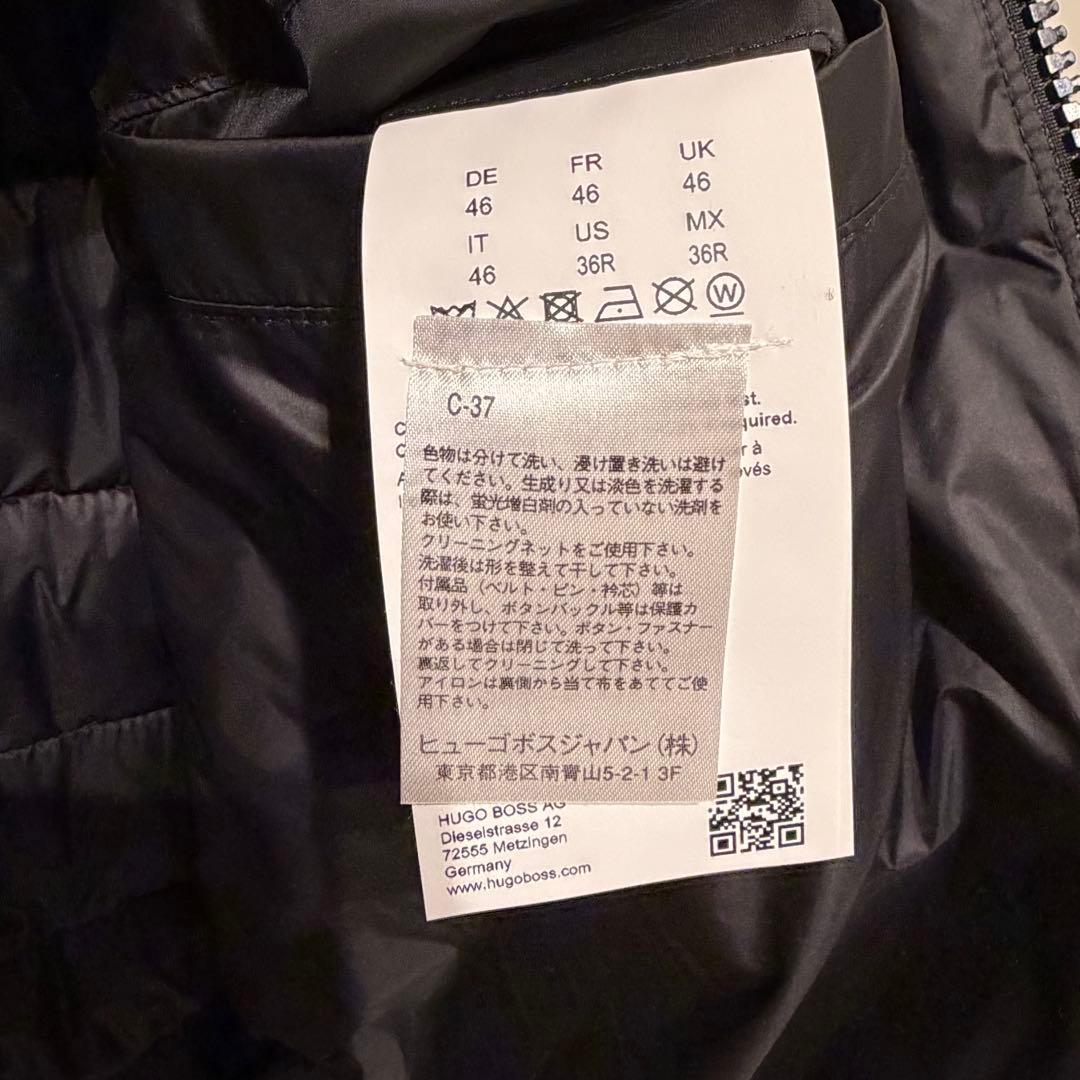 DE FR UK
46 46 46
IT US MX
46 36R 36R
W
C-37
st.
quired.
r à
vés
色物は分けて洗い、浸け置き洗いは避け
てください。生成り又は淡色を洗濯する
際は、蛍光増白剤の入っていない洗剤を
お使い下さい。
クリーニングネットをご使用下さい。
洗濯後は形を整えて干して下さい。
付属品（ベルト・ピン・衿芯）等は
取り外し、ボタンバックル等は保護カ
バーをつけて下さい。ボタン・ファスナー
がある場合は閉じて洗って下さい。
裏返してクリーニングして下さい。
アイロンは裏側から当て布をあててご使
用下さい。
ヒューゴボスジャパン(株)
東京都港区南青山5-2-1 3F
HUGO BOSS AG
Dieselstrasse 12
72555 Metzingen
Germany
www.hugoboss.com